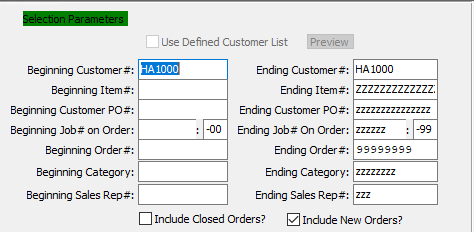 Selection Parameters
Use Defined Customer List Preview
Beginning Customer#: HA1000 Ending Customer#: HA1000
Beginning Item#: Ending Item#: ZZZZZZZZZZZZZZ
Beginning Customer PO#: Ending Customer PO#: zzzzzzzzzzzzzzz
Beginning Job# on Order: : -00 Ending Job# On Order: zzzzzz : -99
Beginning Order#: Ending Order#: 99999999
Beginning Category: Ending Category: zzzzzzzz
Beginning Sales Rep#: Ending Sales Rep#: zzz
Include Closed Orders? Include New Orders?